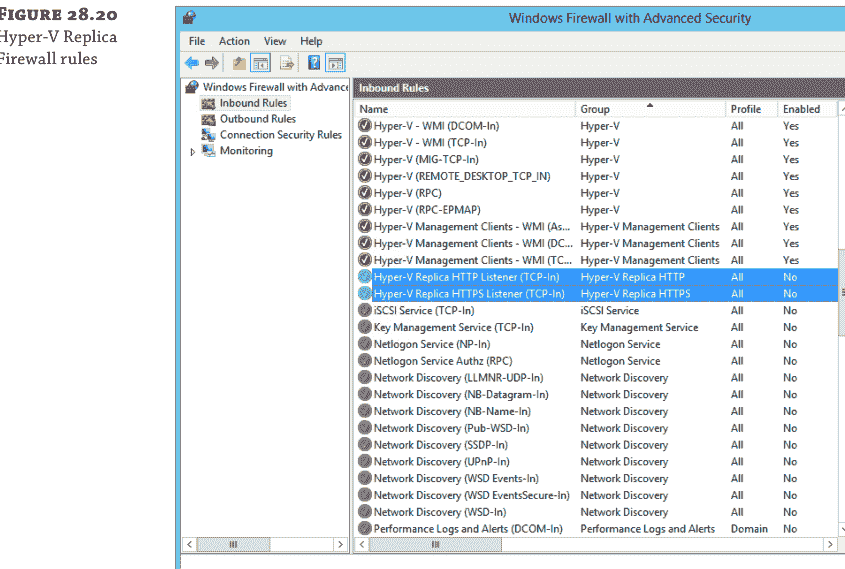 FIGURE 28.20
Hyper-V Replica
Firewall rules
Windows Firewall with Advanced Security
File Action View Help
Windows Firewall with Advance
Inbound Rules
Outbound Rules
Connection Security Rules
Monitoring
Inbound Rules
Name Group Profile Enabled
Hyper-V - WMI (DCOM-In) Hyper-V All Yes
Hyper-V - WMI (TCP-In) Hyper-V All Yes
Hyper-V (MIG-TCP-In) Hyper-V All Yes
Hyper-V (REMOTE_DESKTOP_TCP_IN) Hyper-V All Yes
Hyper-V (RPC) Hyper-V All Yes
Hyper-V (RPC-EPMAP) Hyper-V All Yes
Hyper-V Management Clients - WMI (As... Hyper-V Management Clients All Yes
Hyper-V Management Clients - WMI (DC... Hyper-V Management Clients All Yes
Hyper-V Management Clients - WMI (TC... Hyper-V Management Clients All Yes
Hyper-V Replica HTTP Listener (TCP-In) Hyper-V Replica HTTP All No
Hyper-V Replica HTTPS Listener (TCP-In) Hyper-V Replica HTTPS All No
iSCSI Service (TCP-In) iSCSI Service All No
Key Management Service (TCP-In) Key Management Service All No
Netlogon Service (NP-In) Netlogon Service All No
Netlogon Service Authz (RPC) Netlogon Service All No
Network Discovery (LLMNR-UDP-In) Network Discovery All No
Network Discovery (NB-Datagram-In) Network Discovery All No
Network Discovery (NB-Name-In) Network Discovery All No
Network Discovery (Pub-WSD-In) Network Discovery All No
Network Discovery (SSDP-In) Network Discovery All No
Network Discovery (UPnP-In) Network Discovery All No
Network Discovery (WSD Events-In) Network Discovery All No
Network Discovery (WSD EventsSecure-In) Network Discovery All No
Network Discovery (WSD-In) Network Discovery All No
Performance Logs and Alerts (DCOM-In) Performance Logs and Alerts Domain No